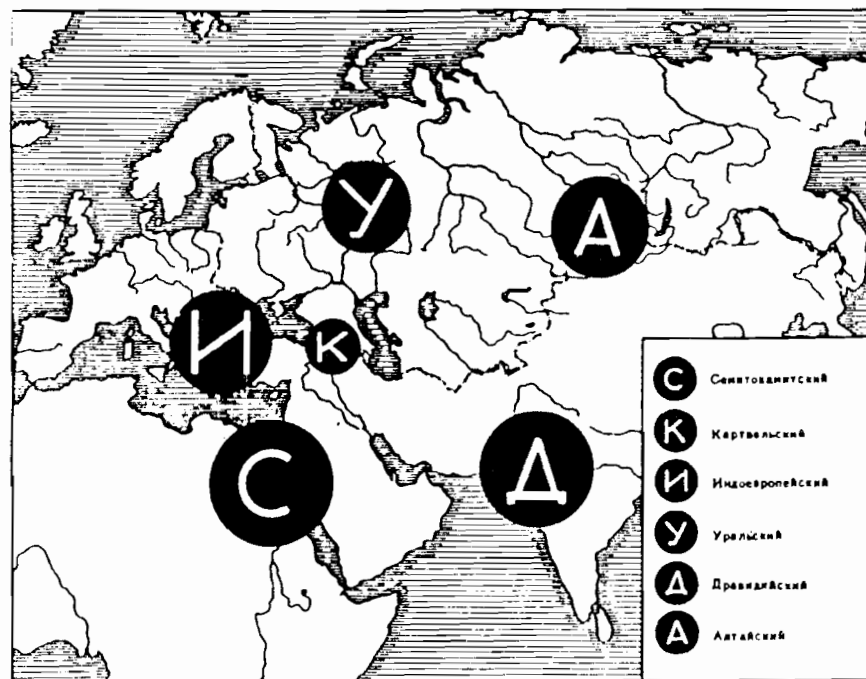 У
А
И
К
С
Д
С Семитохамитский
К Картвельский
И Индоевропейский
У Уральский
Д Дравидийский
А Алтайский